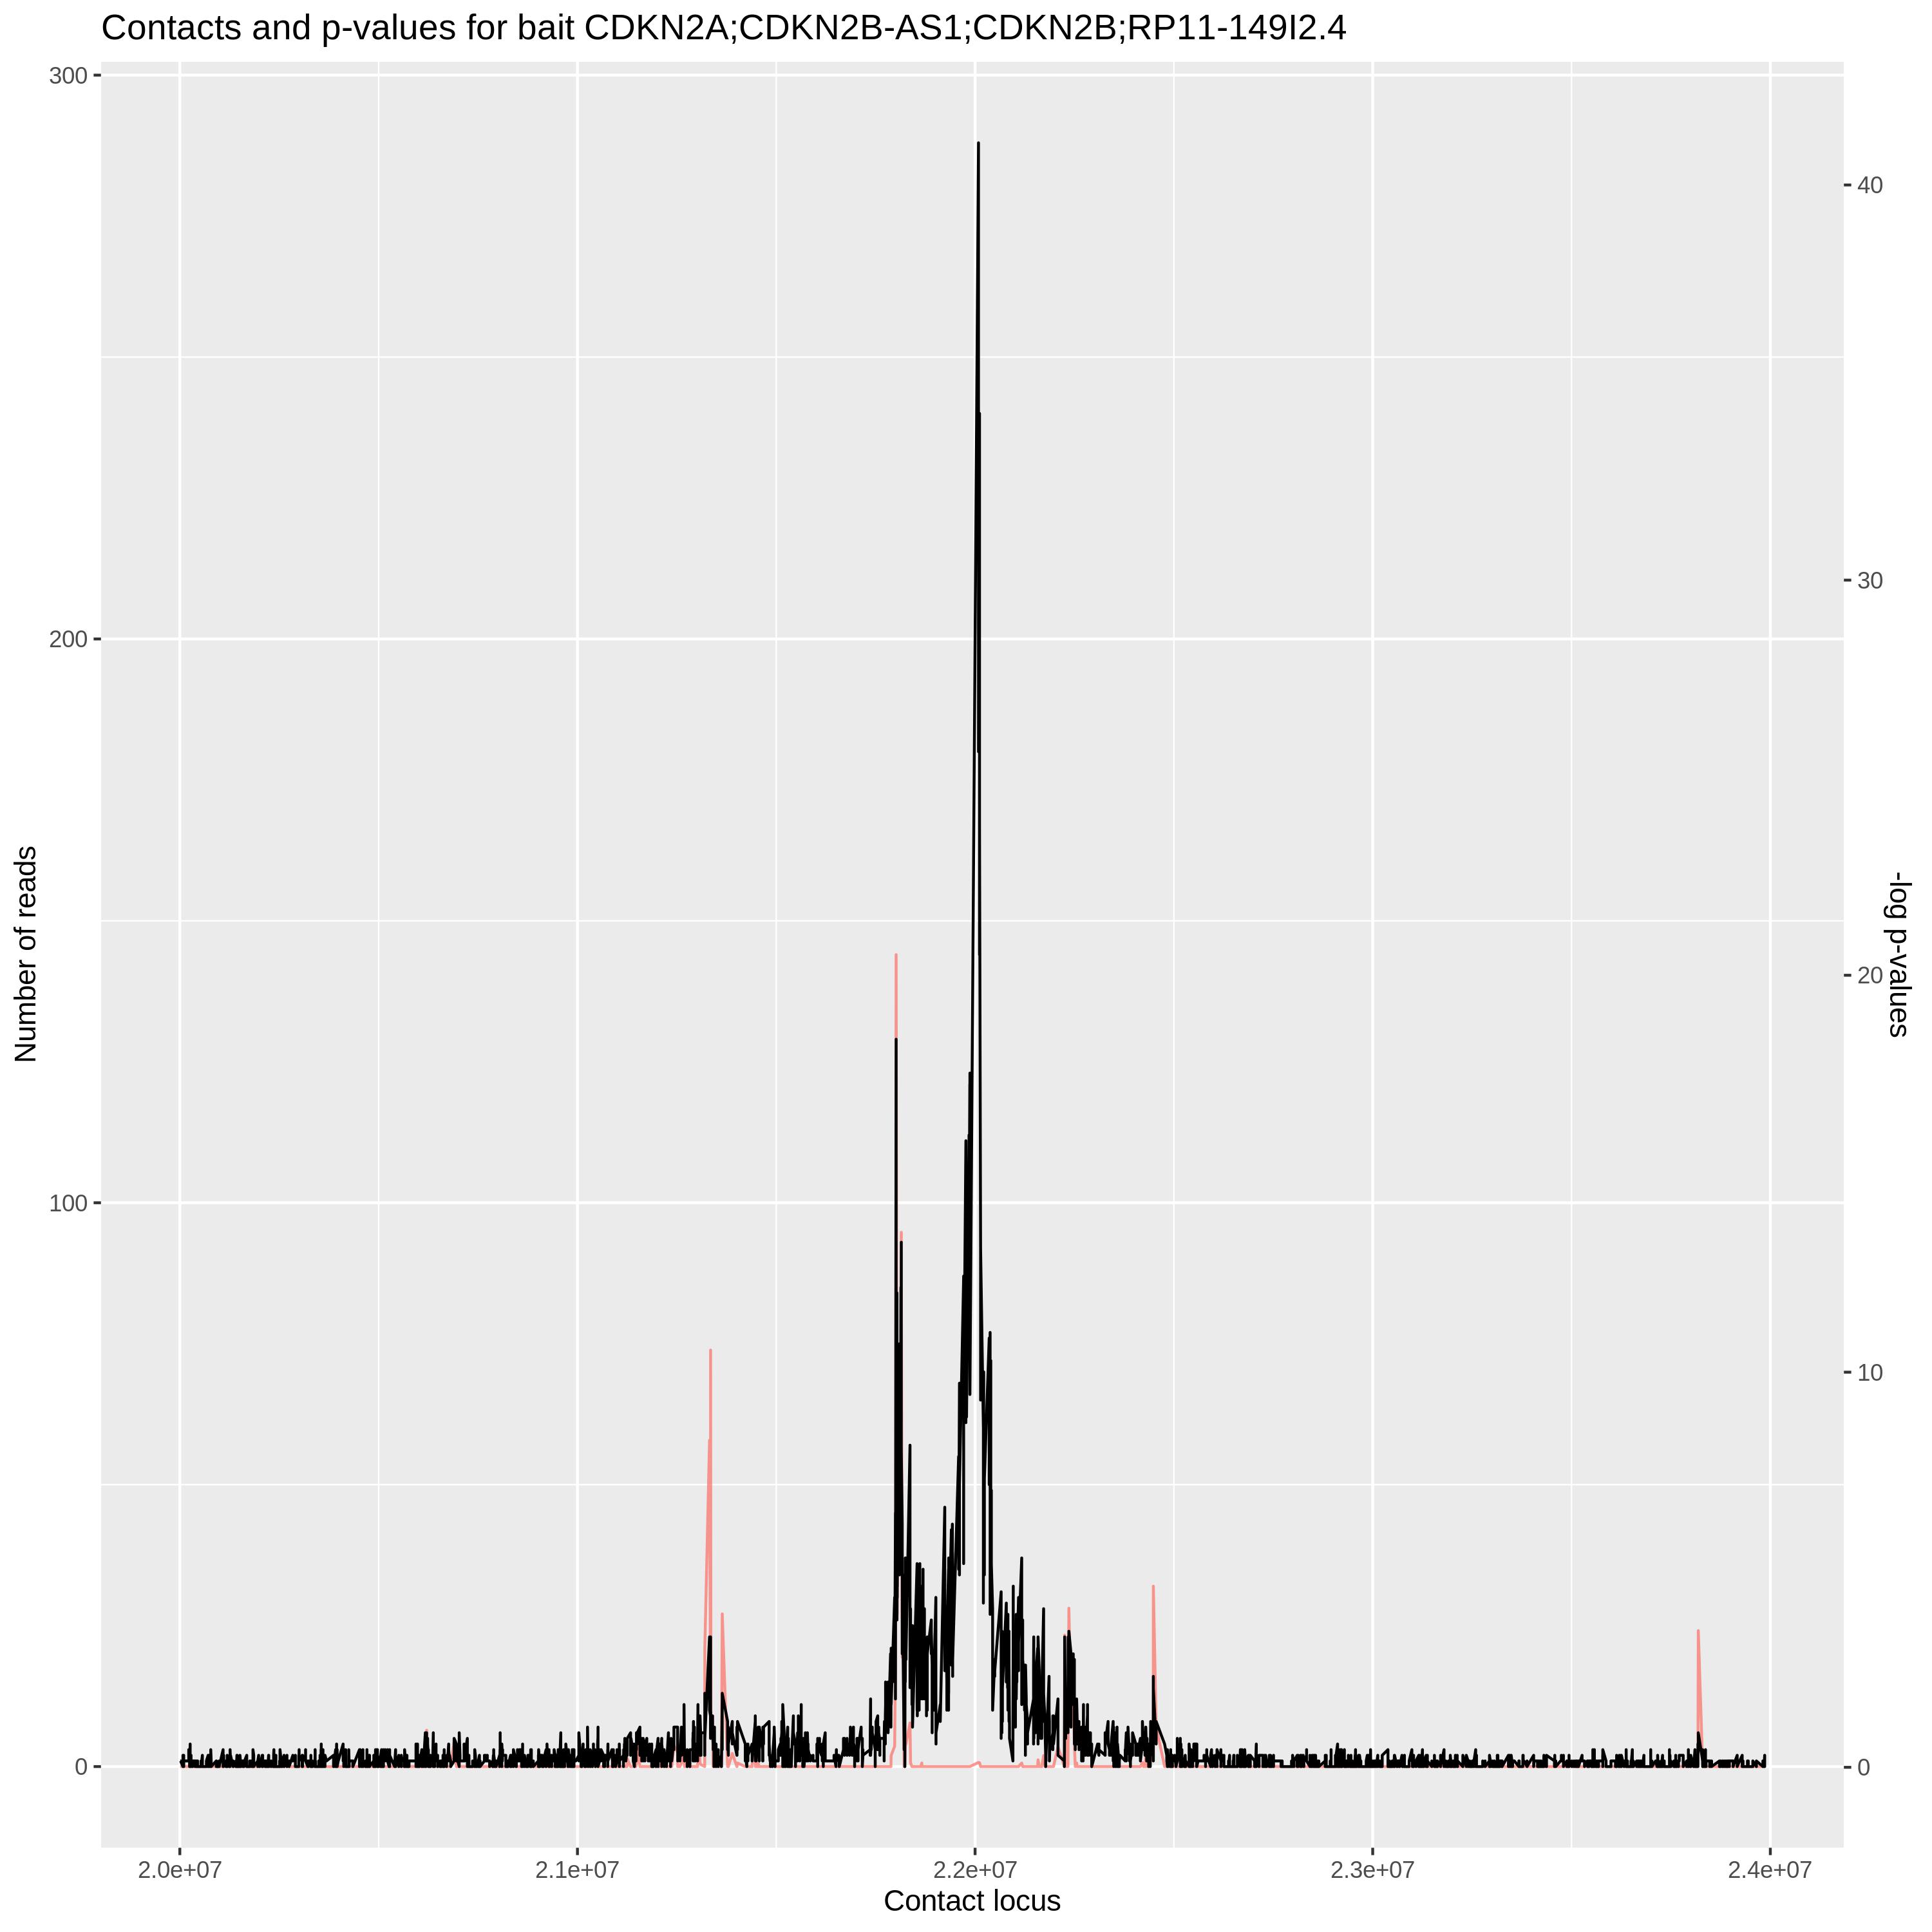 Contacts and p-values for bait CDKN2A;CDKN2B-AS1;CDKN2B;RP11-149I2.4
300
200
100
0
Number of reads
40
30
20
10
0
-log p-values
2.0e+07
2.1e+07
2.2e+07
2.3e+07
2.4e+07
Contact locus